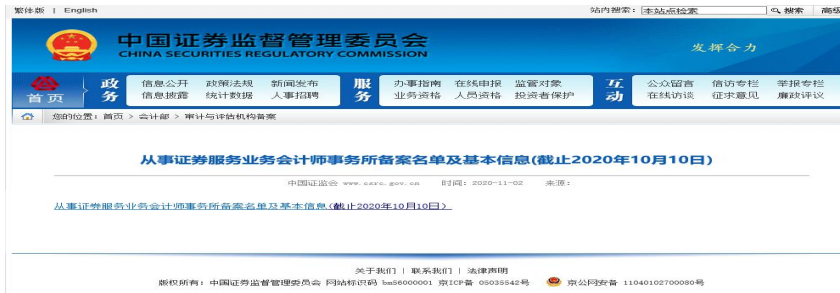 繁体版 | English
站内搜索：本站点检索 搜索 高级
中国证券监督管理委员会
CHINA SECURITIES REGULATORY COMMISSION
发挥合力
首页
政务
信息公开 政策法规 新闻发布
信息披露 统计数据 人事招聘
服务
办事指南 在线申报 监管对象
业务资格 人员资格 投资者保护
互动
公众留言 信访专栏 举报专栏
在线访谈 征求意见 廉政评议
您的位置：首页 > 会计部 > 审计与评估机构备案
从事证券服务业务会计师事务所备案名单及基本信息(截止2020年10月10日)
中国证监会 www.csrc.gov.cn 时间：2020-11-02 来源：
从事证券服务业务会计师事务所备案名单及基本信息(截止2020年10月10日）
关于我们 | 联系我们 | 法律声明
版权所有：中国证券监督管理委员会 网站标识码 bm56000001 京ICP备 05035542号 京公网安备 11040102700080号